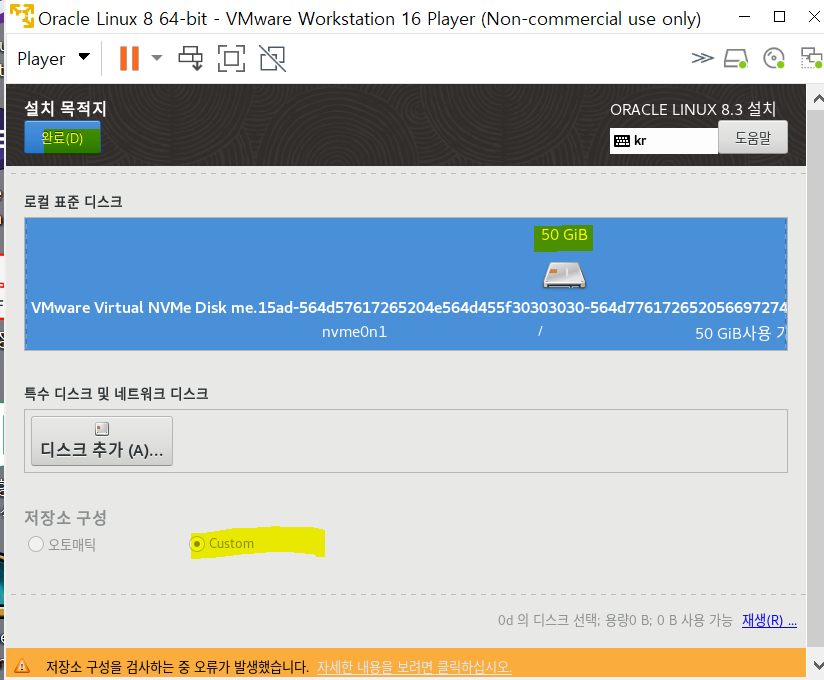 Oracle Linux 8 64-bit - VMware Workstation 16 Player (Non-commercial use only)
Player
설치 목적지
ORACLE LINUX 8.3 설치
완료(D)
kr
도움말
로컬 표준 디스크
50 GiB
VMware Virtual NVMe Disk me.15ad-564d57617265204e564d455f30303030-564d776172652056697274
nvme0n1 / 50 GiB사용 가
특수 디스크 및 네트워크 디스크
디스크 추가 (A)...
저장소 구성
오토매틱
Custom
0d 의 디스크 선택; 용량0 B; 0 B 사용 가능 재생(R) ...
저장소 구성을 검사하는 중 오류가 발생했습니다. 자세한 내용을 보려면 클릭하십시오.